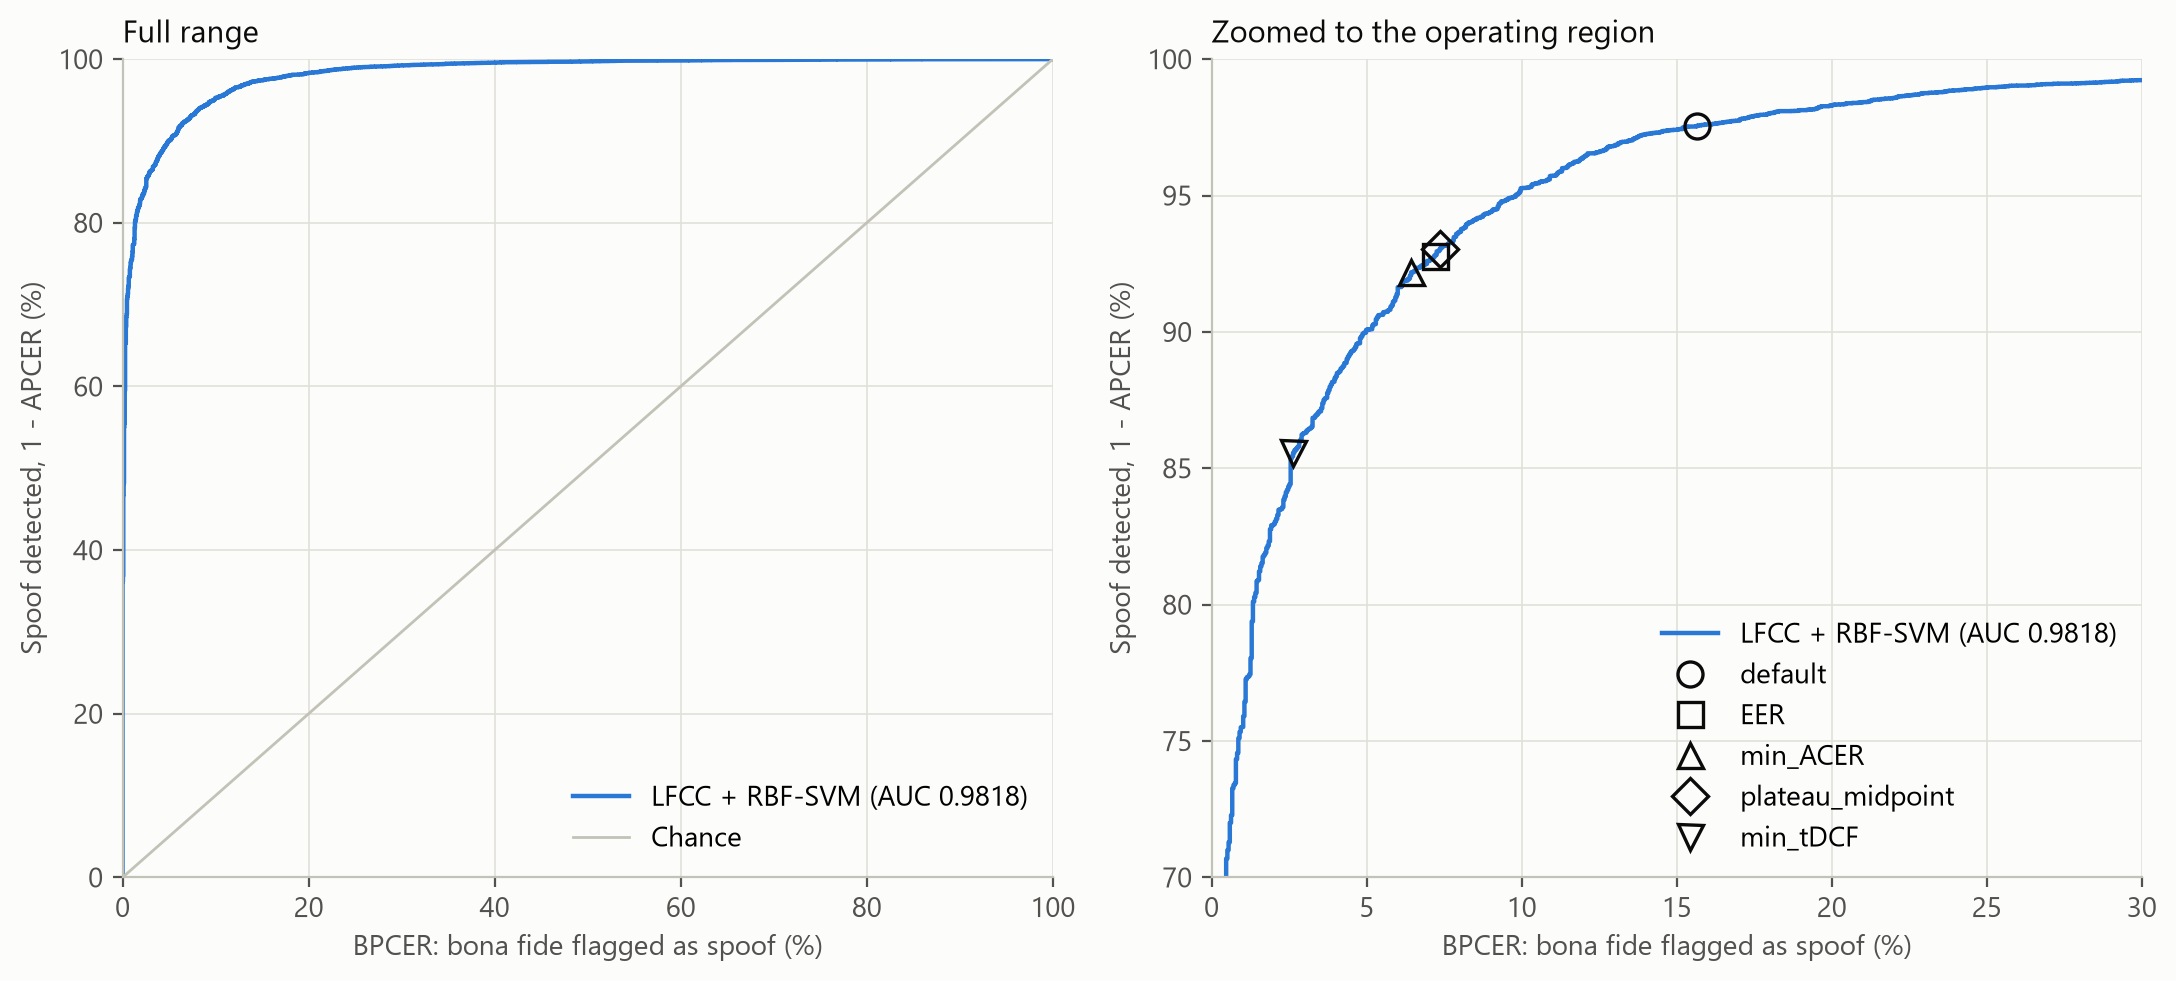 Full range
100
80
60
40
20
0
Spoof detected, 1 - APCER (%)
LFCC + RBF-SVM (AUC 0.9818)
Chance
0 20 40 60 80 100
BPCER: bona fide flagged as spoof (%)
Zoomed to the operating region
100
95
90
85
80
75
70
Spoof detected, 1 - APCER (%)
LFCC + RBF-SVM (AUC 0.9818)
default
EER
min_ACER
plateau_midpoint
min_tDCF
0 5 10 15 20 25 30
BPCER: bona fide flagged as spoof (%)